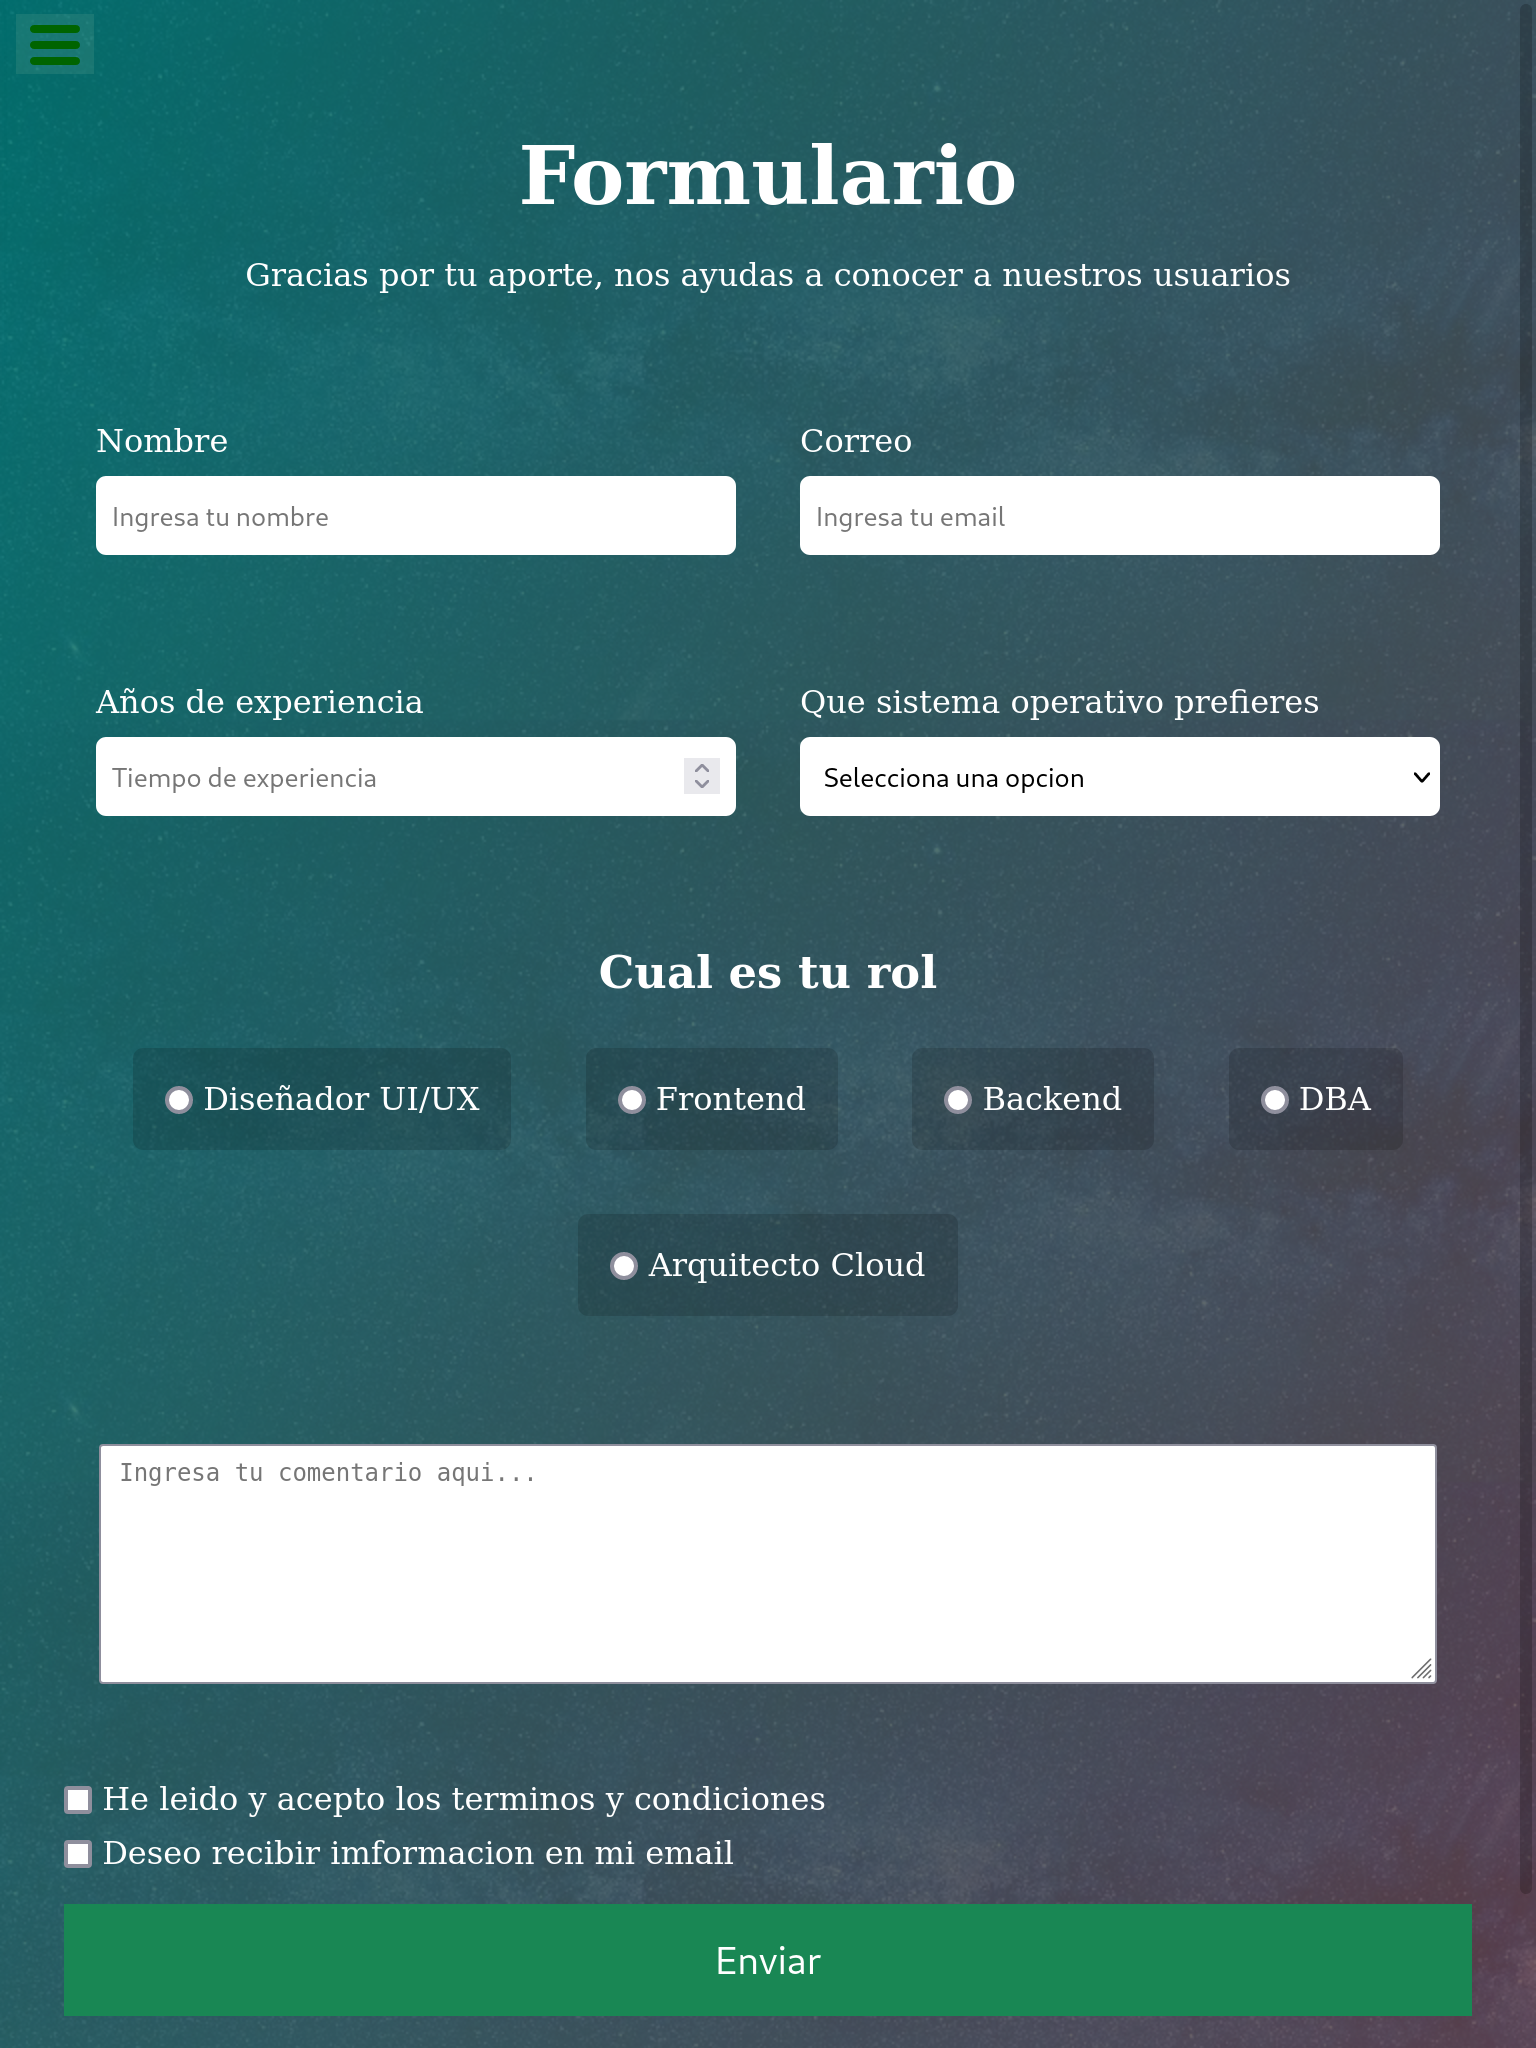 Formulario
Gracias por tu aporte, nos ayudas a conocer a nuestros usuarios
Nombre
Correo
Ingresa tu nombre
Ingresa tu email
Años de experiencia
Que sistema operativo prefieres
Tiempo de experiencia
Selecciona una opcion
Cual es tu rol
Diseñador UI/UX
Frontend
Backend
DBA
Arquitecto Cloud
Ingresa tu comentario aqui...
He leido y acepto los terminos y condiciones
Deseo recibir imformacion en mi email
Enviar